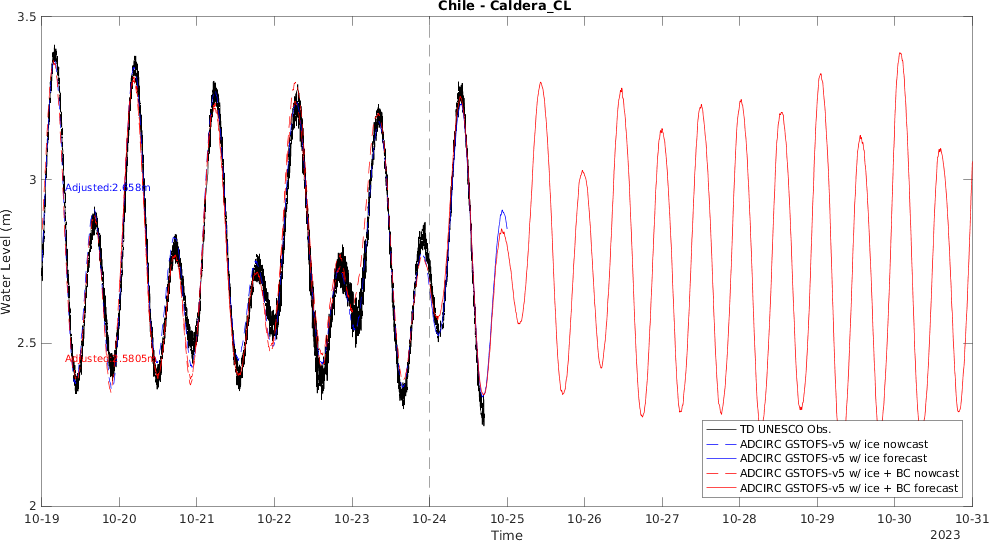 Chile - Caldera_CL
3.5
3
2.5
2
Water Level (m)
Adjusted:2.658m
Adjusted:2.5805m
TD UNESCO Obs.
ADCIRC GSTOFS-v5 w/ ice nowcast
ADCIRC GSTOFS-v5 w/ ice forecast
ADCIRC GSTOFS-v5 w/ ice + BC nowcast
ADCIRC GSTOFS-v5 w/ ice + BC forecast
10-19 10-20 10-21 10-22 10-23 10-24 10-25 10-26 10-27 10-28 10-29 10-30 10-31
Time
2023